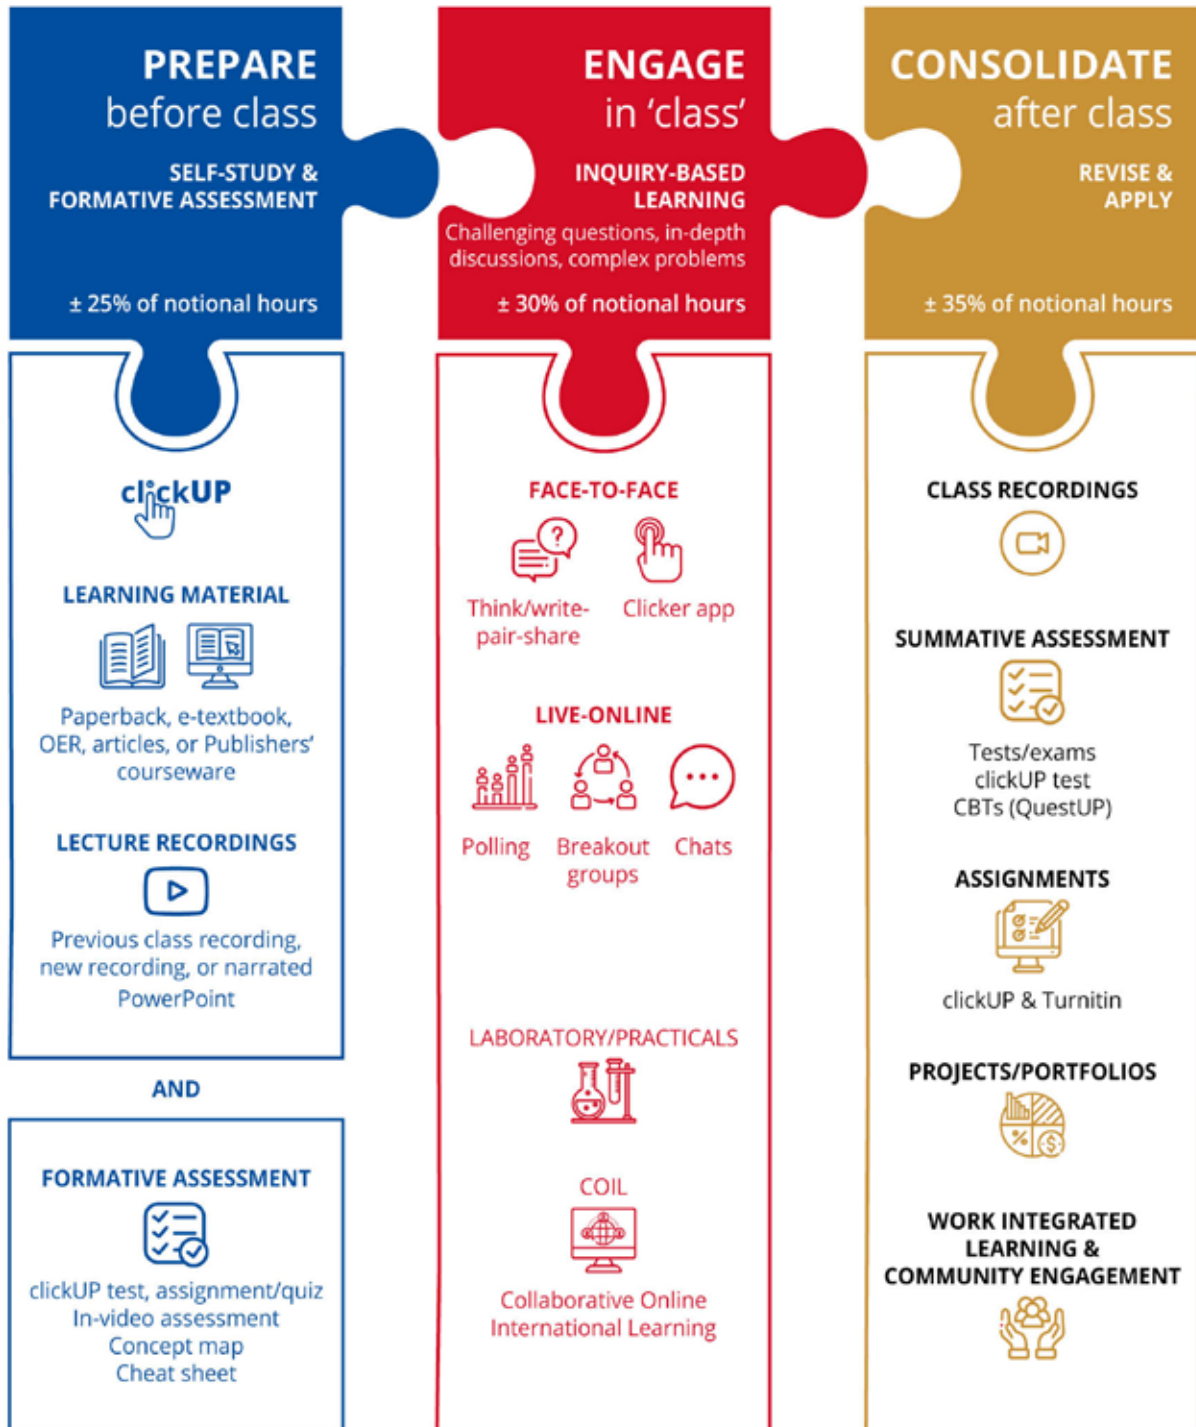 PREPARE
before class
SELF-STUDY &
FORMATIVE ASSESSMENT
± 25% of notional hours
clickUP
LEARNING MATERIAL
Paperback, e-textbook,
OER, articles, or Publishers’
courseware
LECTURE RECORDINGS
Previous class recording,
new recording, or narrated
PowerPoint
AND
FORMATIVE ASSESSMENT
clickUP test, assignment/quiz
In-video assessment
Concept map
Cheat sheet
ENGAGE
in ‘class’
INQUIRY-BASED
LEARNING
Challenging questions, in-depth
discussions, complex problems
± 30% of notional hours
FACE-TO-FACE
?
Think/write-
pair-share
Clicker app
LIVE-ONLINE
Polling
Breakout
groups
Chats
LABORATORY/PRACTICALS
COIL
Collaborative Online
International Learning
CONSOLIDATE
after class
REVISE &
APPLY
± 35% of notional hours
CLASS RECORDINGS
SUMMATIVE ASSESSMENT
Tests/exams
clickUP test
CBTs (QuestUP)
ASSIGNMENTS
clickUP & Turnitin
PROJECTS/PORTFOLIOS
% $
WORK INTEGRATED
LEARNING &
COMMUNITY ENGAGEMENT